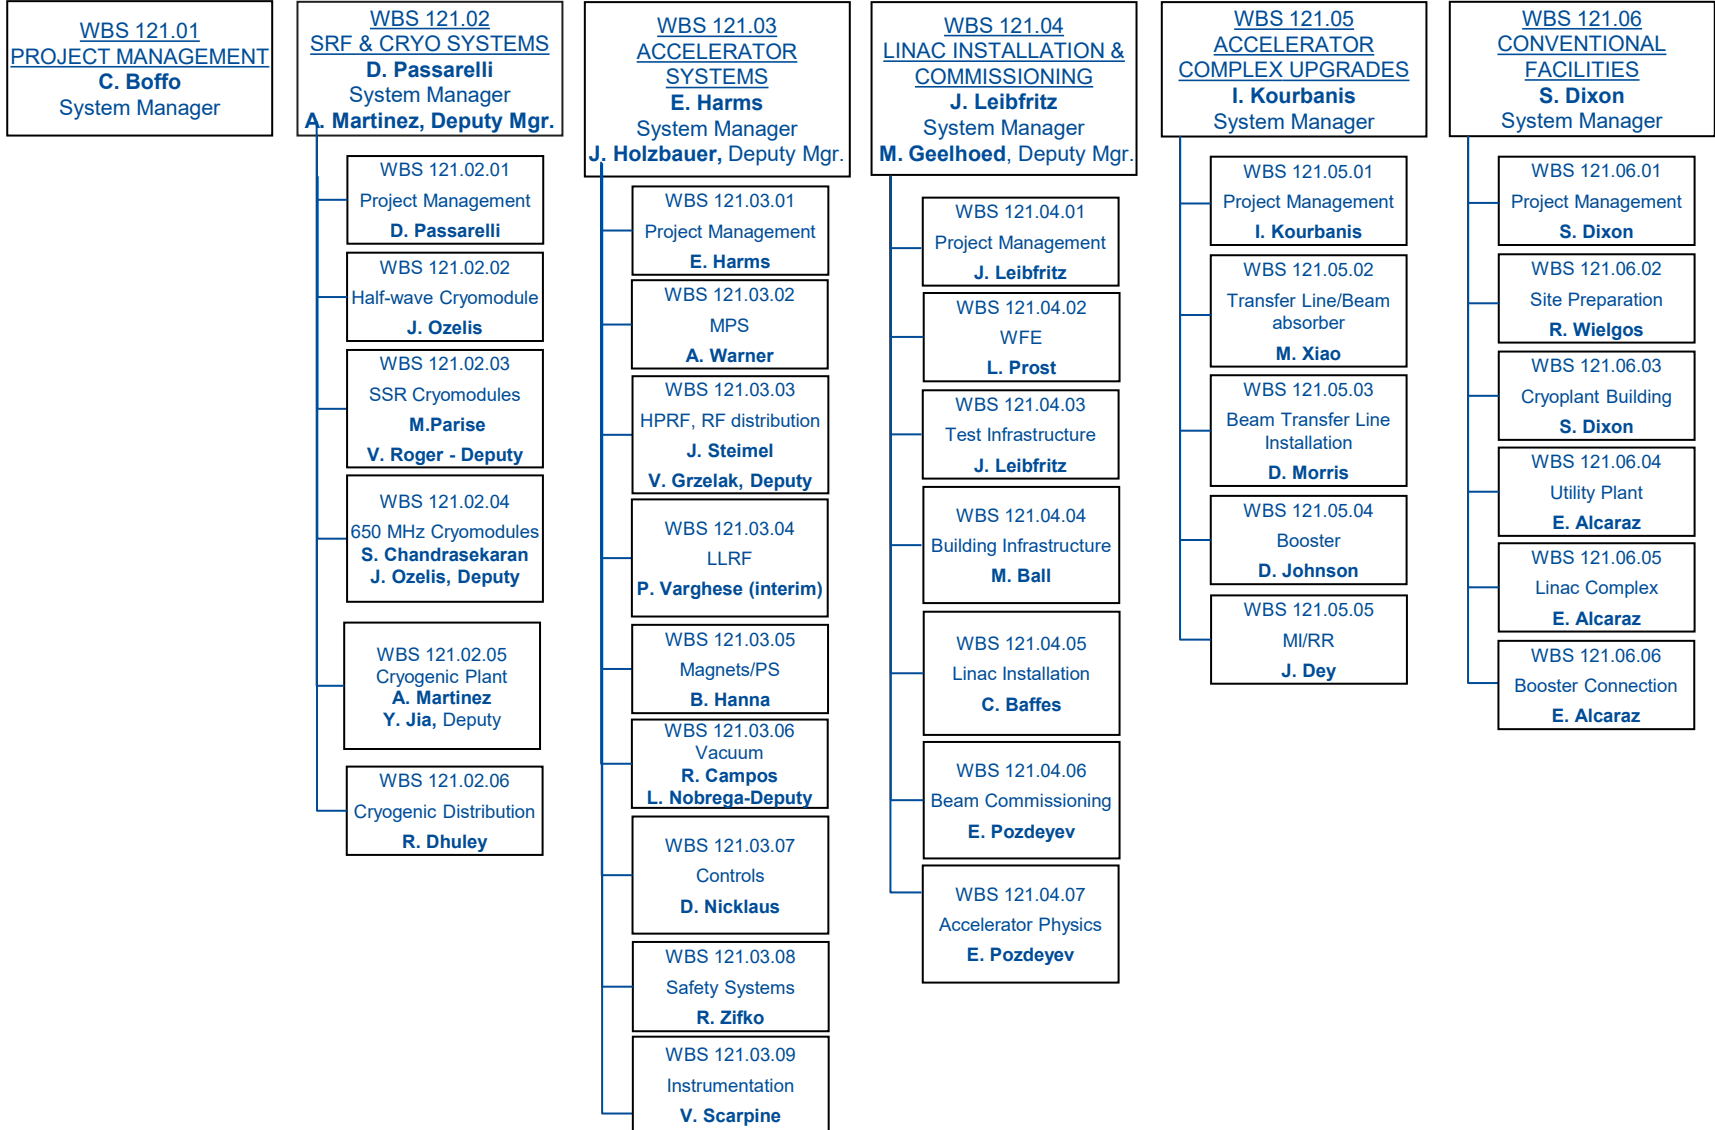 WBS 121.01
PROJECT MANAGEMENT
C. Boffo
System Manager
WBS 121.02
SRF & CRYO SYSTEMS
D. Passarelli
System Manager
A. Martinez, Deputy Mgr.
WBS 121.02.01
Project Management
D. Passarelli
WBS 121.02.02
Half-wave Cryomodule
J. Ozelis
WBS 121.02.03
SSR Cryomodules
M.Parise
V. Roger - Deputy
WBS 121.02.04
650 MHz Cryomodules
S. Chandrasekaran
J. Ozelis, Deputy
WBS 121.02.05
Cryogenic Plant
A. Martinez
Y. Jia, Deputy
WBS 121.02.06
Cryogenic Distribution
R. Dhuley
WBS 121.03
ACCELERATOR
SYSTEMS
E. Harms
System Manager
J. Holzbauer, Deputy Mgr.
WBS 121.03.01
Project Management
E. Harms
WBS 121.03.02
MPS
A. Warner
WBS 121.03.03
HPRF, RF distribution
J. Steimel
V. Grzelak, Deputy
WBS 121.03.04
LLRF
P. Varghese (interim)
WBS 121.03.05
Magnets/PS
B. Hanna
WBS 121.03.06
Vacuum
R. Campos
L. Nobrega-Deputy
WBS 121.03.07
Controls
D. Nicklaus
WBS 121.03.08
Safety Systems
R. Zifko
WBS 121.03.09
Instrumentation
V. Scarpine
WBS 121.04
LINAC INSTALLATION &
COMMISSIONING
J. Leibfritz
System Manager
M. Geelhoed, Deputy Mgr.
WBS 121.04.01
Project Management
J. Leibfritz
WBS 121.04.02
WFE
L. Prost
WBS 121.04.03
Test Infrastructure
J. Leibfritz
WBS 121.04.04
Building Infrastructure
M. Ball
WBS 121.04.05
Linac Installation
C. Baffes
WBS 121.04.06
Beam Commissioning
E. Pozdeyev
WBS 121.04.07
Accelerator Physics
E. Pozdeyev
WBS 121.05
ACCELERATOR
COMPLEX UPGRADES
I. Kourbanis
System Manager
WBS 121.05.01
Project Management
I. Kourbanis
WBS 121.05.02
Transfer Line/Beam
absorber
M. Xiao
WBS 121.05.03
Beam Transfer Line
Installation
D. Morris
WBS 121.05.04
Booster
D. Johnson
WBS 121.05.05
MI/RR
J. Dey
WBS 121.06
CONVENTIONAL
FACILITIES
S. Dixon
System Manager
WBS 121.06.01
Project Management
S. Dixon
WBS 121.06.02
Site Preparation
R. Wielgos
WBS 121.06.03
Cryoplant Building
S. Dixon
WBS 121.06.04
Utility Plant
E. Alcaraz
WBS 121.06.05
Linac Complex
E. Alcaraz
WBS 121.06.06
Booster Connection
E. Alcaraz